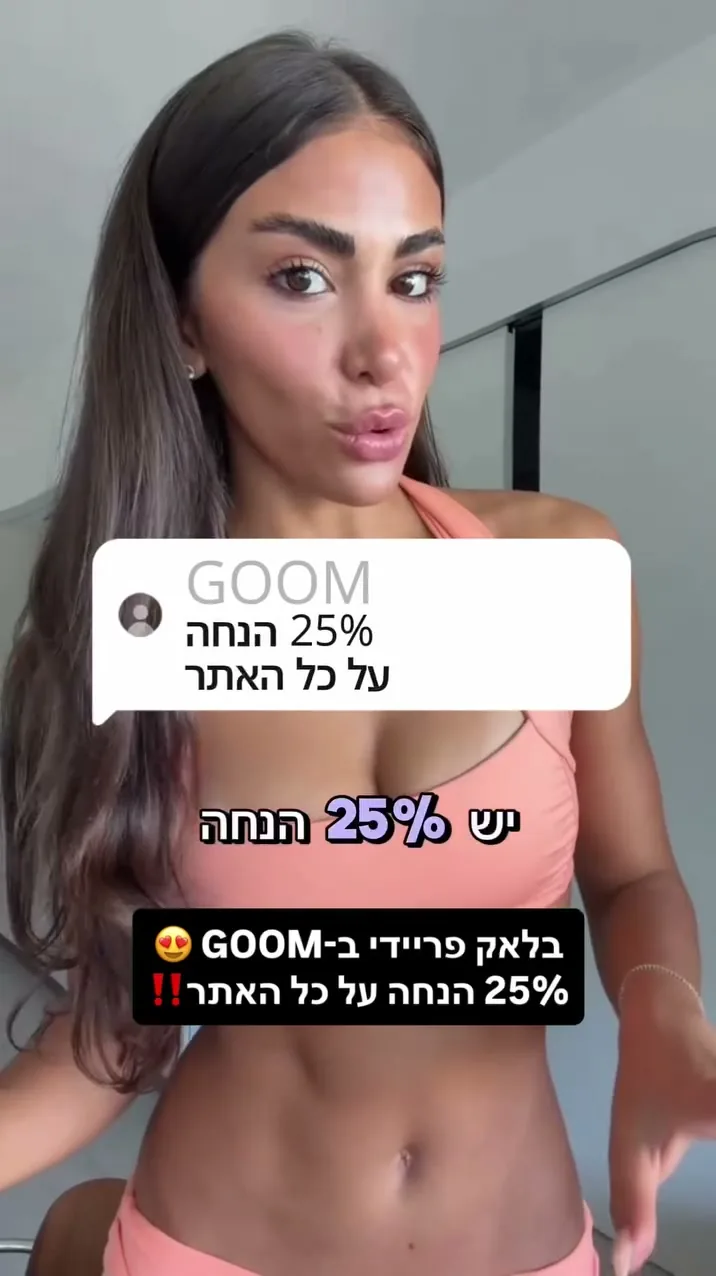 GOOM
25% הנחה
על כל האתר
יש 25% הנחה
בלאק פריידי ב-GOOM 😍
25% הנחה על כל האתר‼️